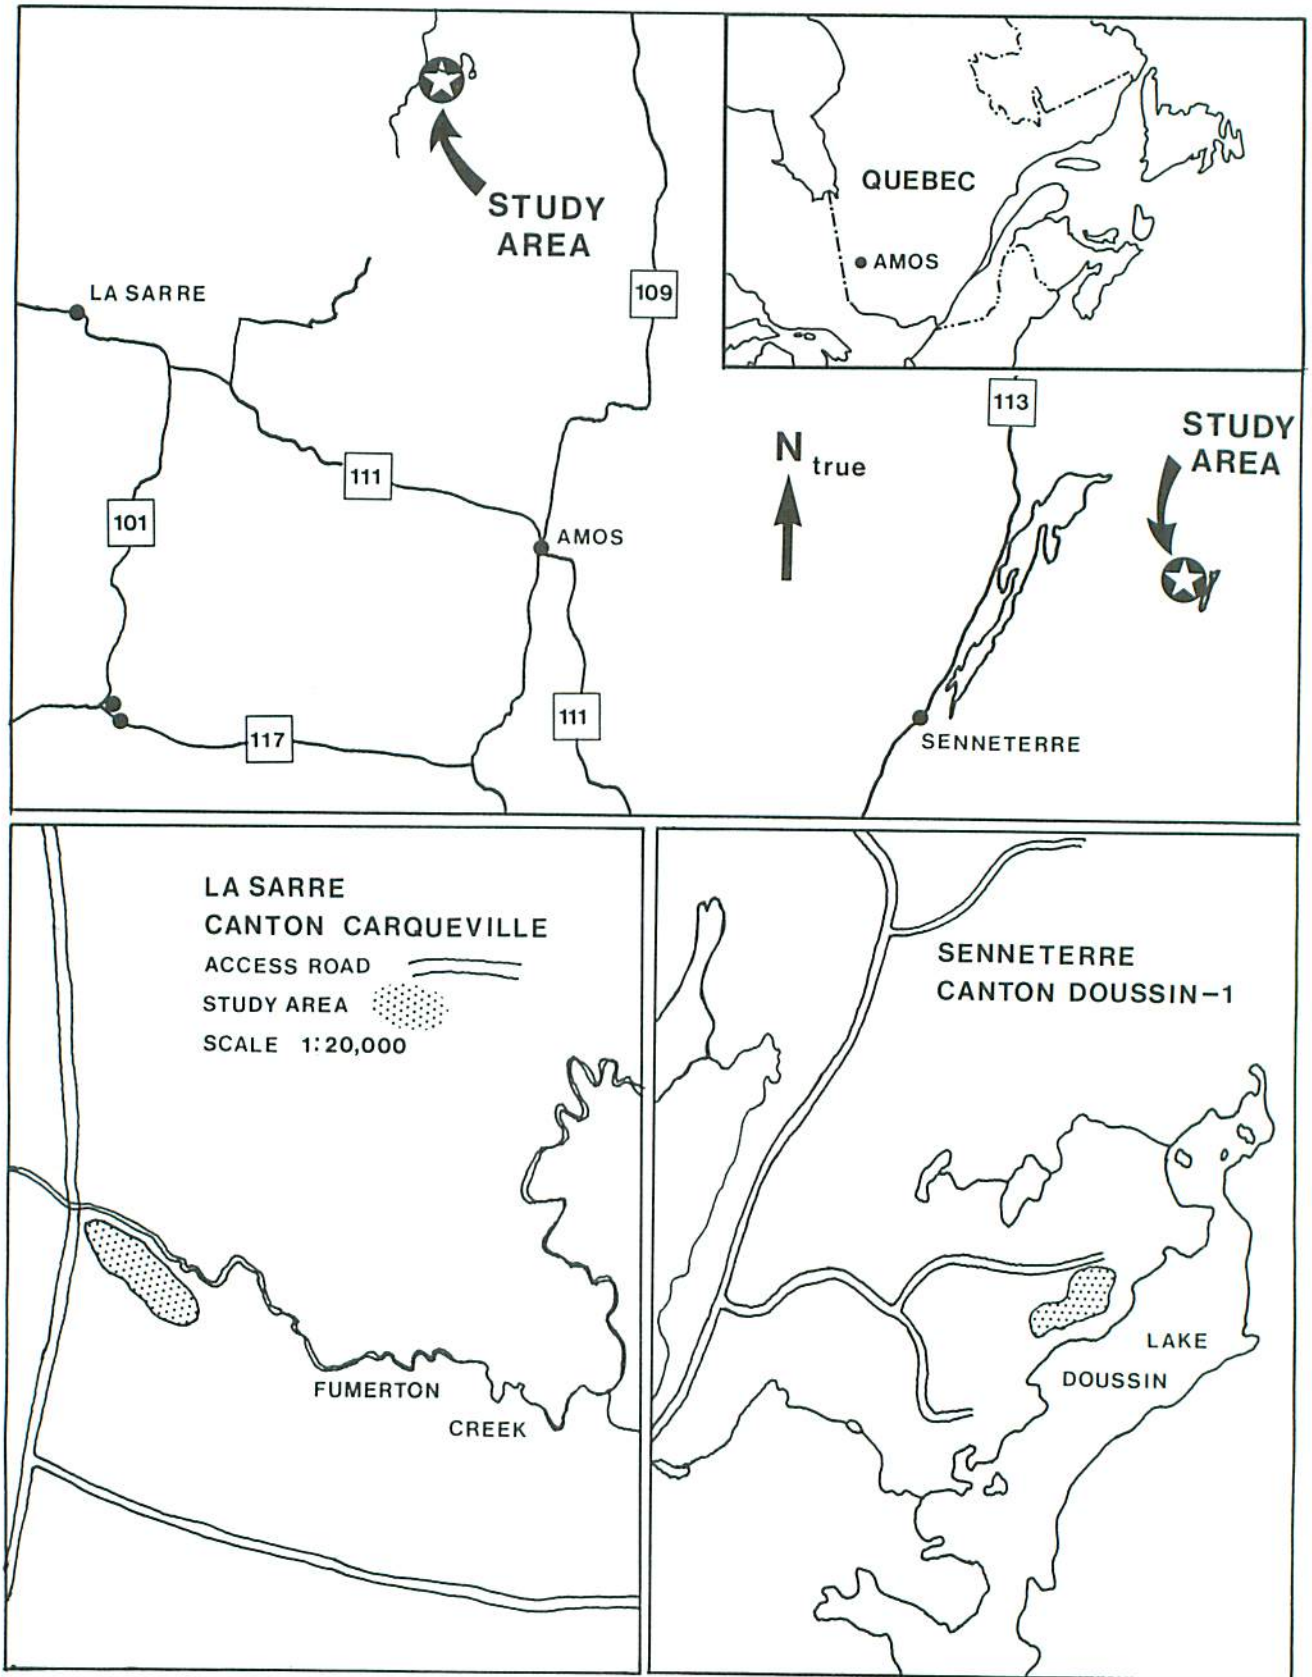 STUDY
AREA
LA SARRE
109
QUEBEC
AMOS
113
STUDY
AREA
N
true
111
101
AMOS
111
117
SENNETERRE
LA SARRE
CANTON CARQUEVILLE
ACCESS ROAD
STUDY AREA
SCALE 1:20,000
FUMERTON
CREEK
SENNETERRE
CANTON DOUSSIN-1
LAKE
DOUSSIN